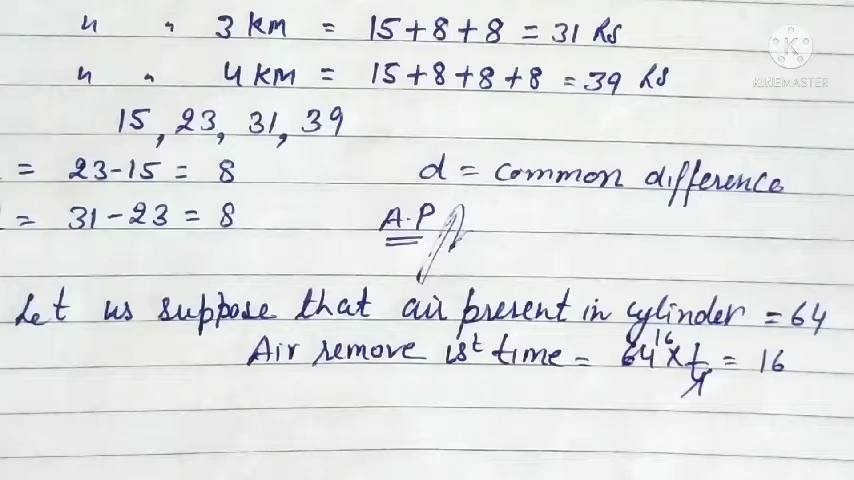 " " 3 km = 15+8+8 = 31 Rs
" " 4 KM = 15+8+8+8 = 39 Rs
KINEMASTER
15, 23, 31, 39
= 23-15 = 8 d = common difference
= 31-23 = 8 A.P
Let us suppose that air present in cylinder = 64
Air remove Ist time = 64 16 × 1/4 = 16